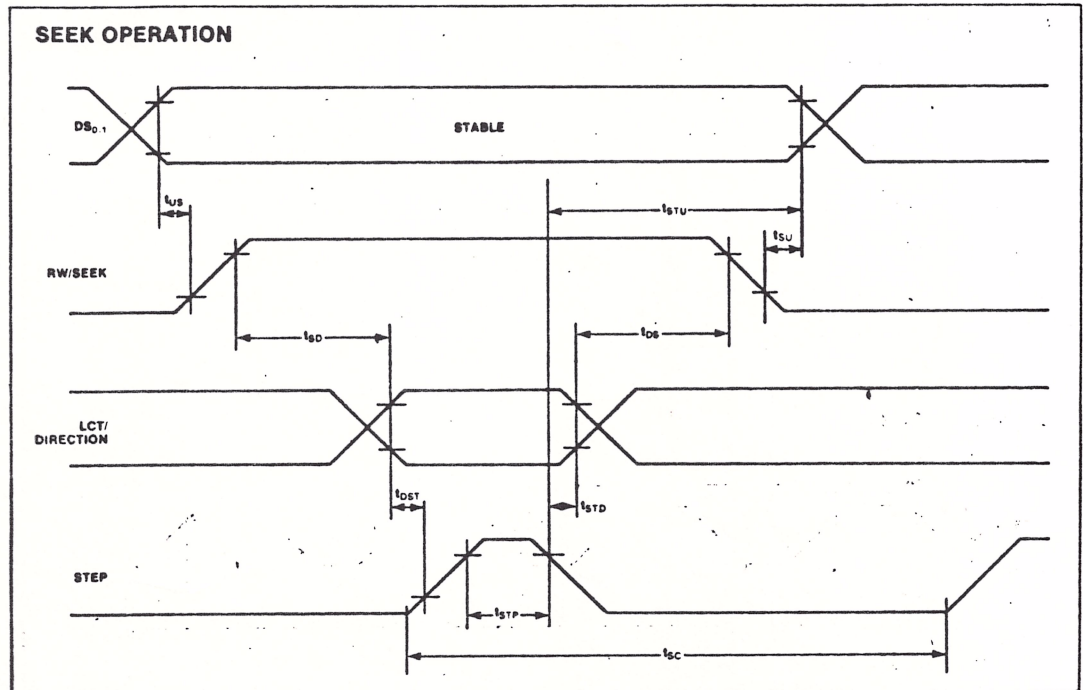 SEEK OPERATION
DS0,1
STABLE
tUS
tSTU
tSU
RW/SEEK
tSD
tDS
LCT/
DIRECTION
tDST
tSTD
STEP
tSTP
tSC